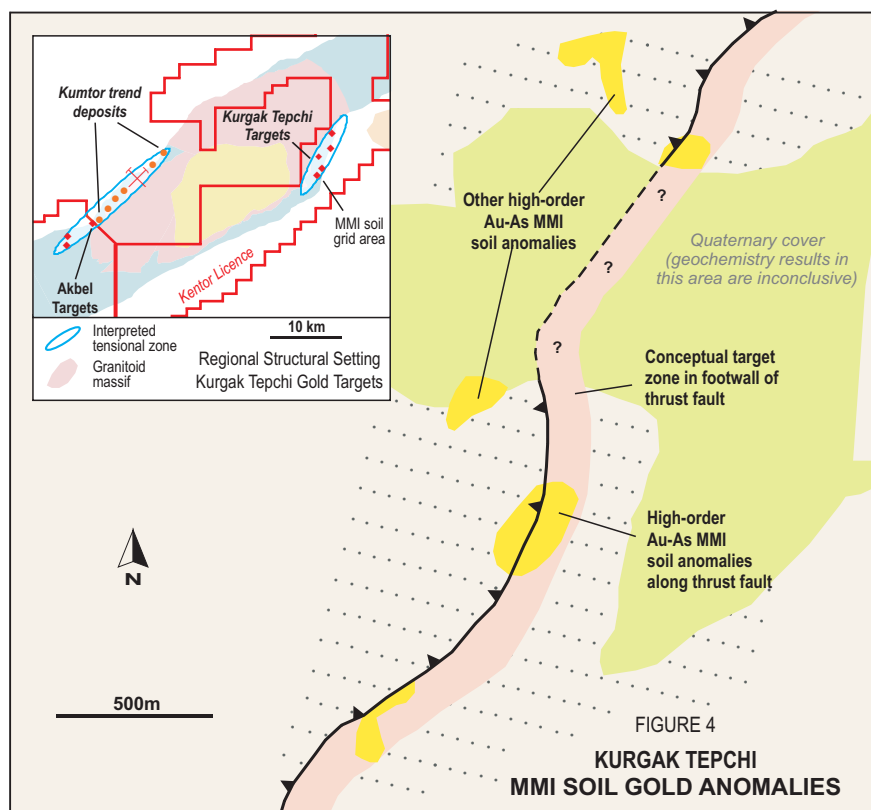 Kumtor trend
deposits
Kurgak Tepchi
Targets
MMI soil
grid area
Akbel
Targets
Kentor Licence
10 km
Interpreted
tensional zone
Granitoid
massif
Regional Structural Setting
Kurgak Tepchi Gold Targets
Other high-order
Au-As MMI
soil anomalies
?
?
?
Quaternary cover
(geochemistry results in
this area are inconclusive)
Conceptual target
zone in footwall of
thrust fault
High-order
Au-As MMI
soil anomalies
along thrust fault
N
500m
FIGURE 4
KURGAK TEPCHI
MMI SOIL GOLD ANOMALIES